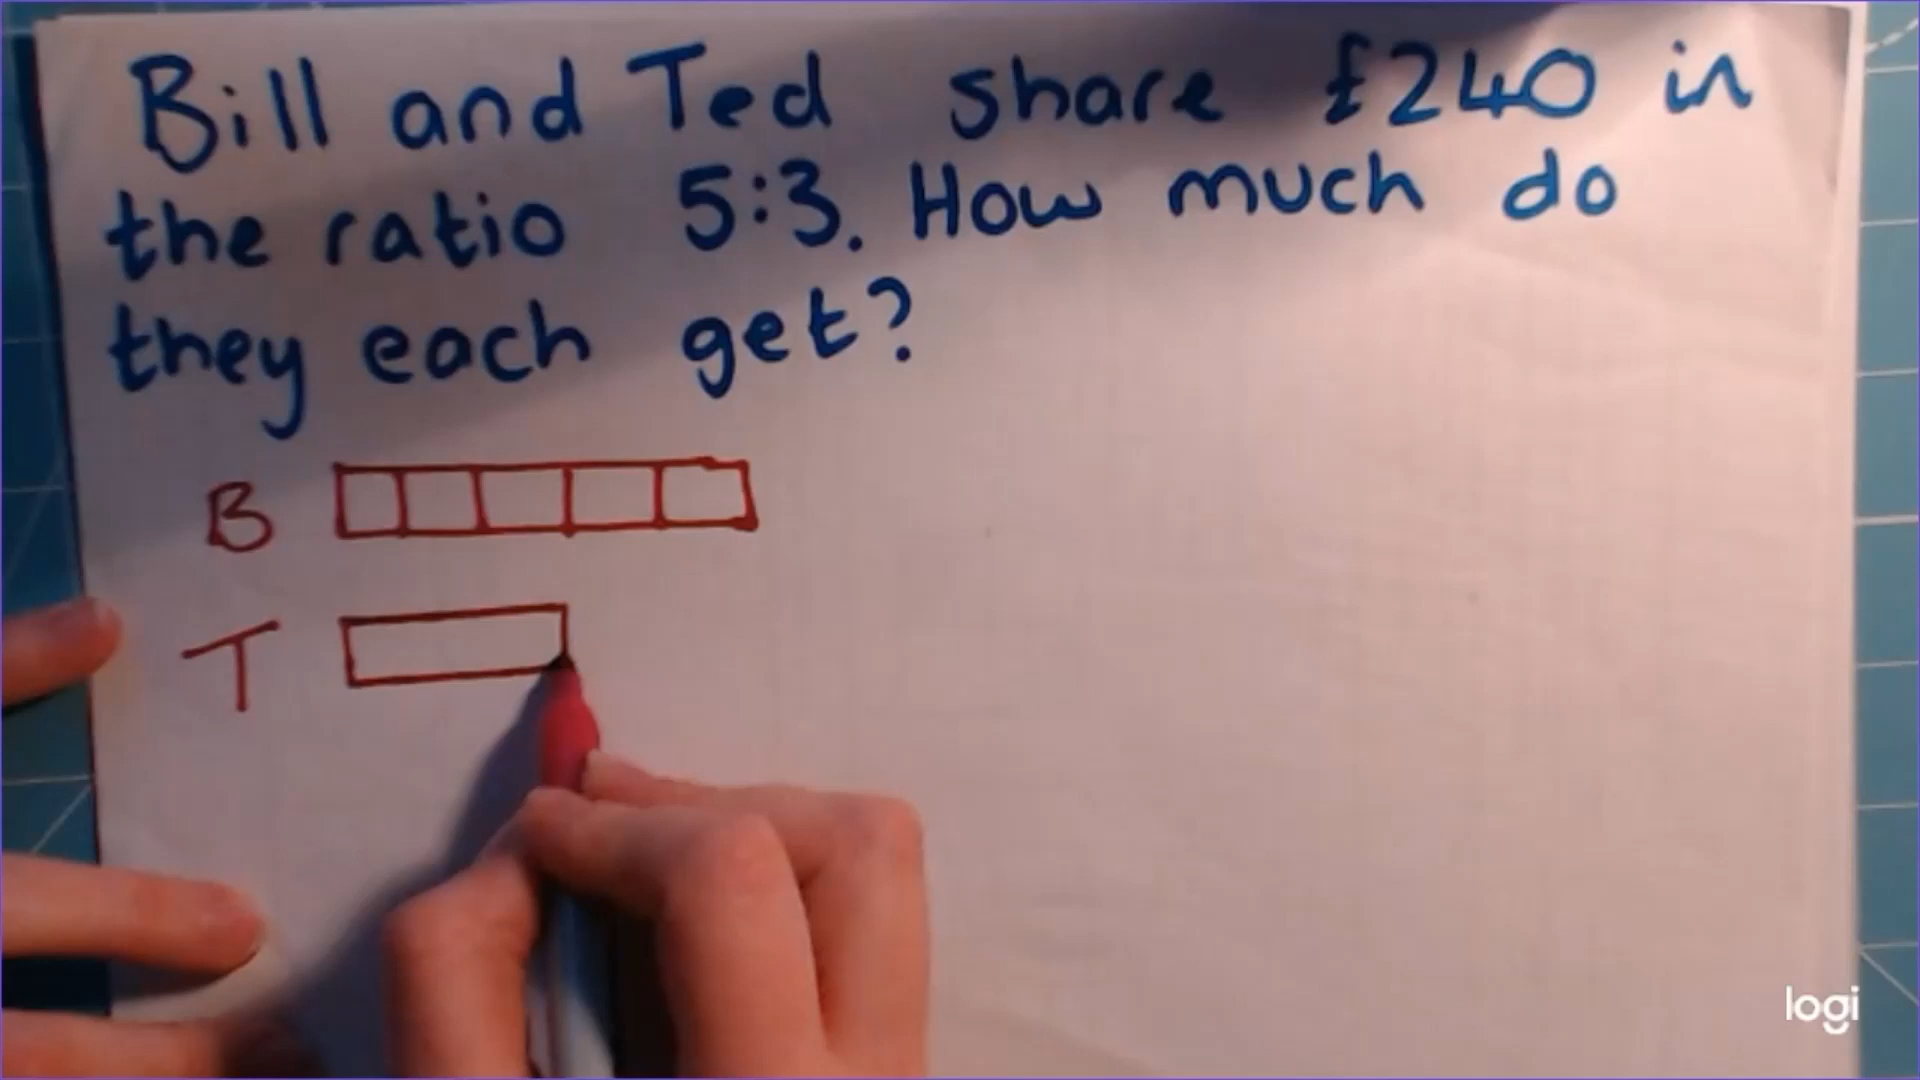 Bill and Ted share £240 in
the ratio 5:3. How much do
they each get?
B
T
logi